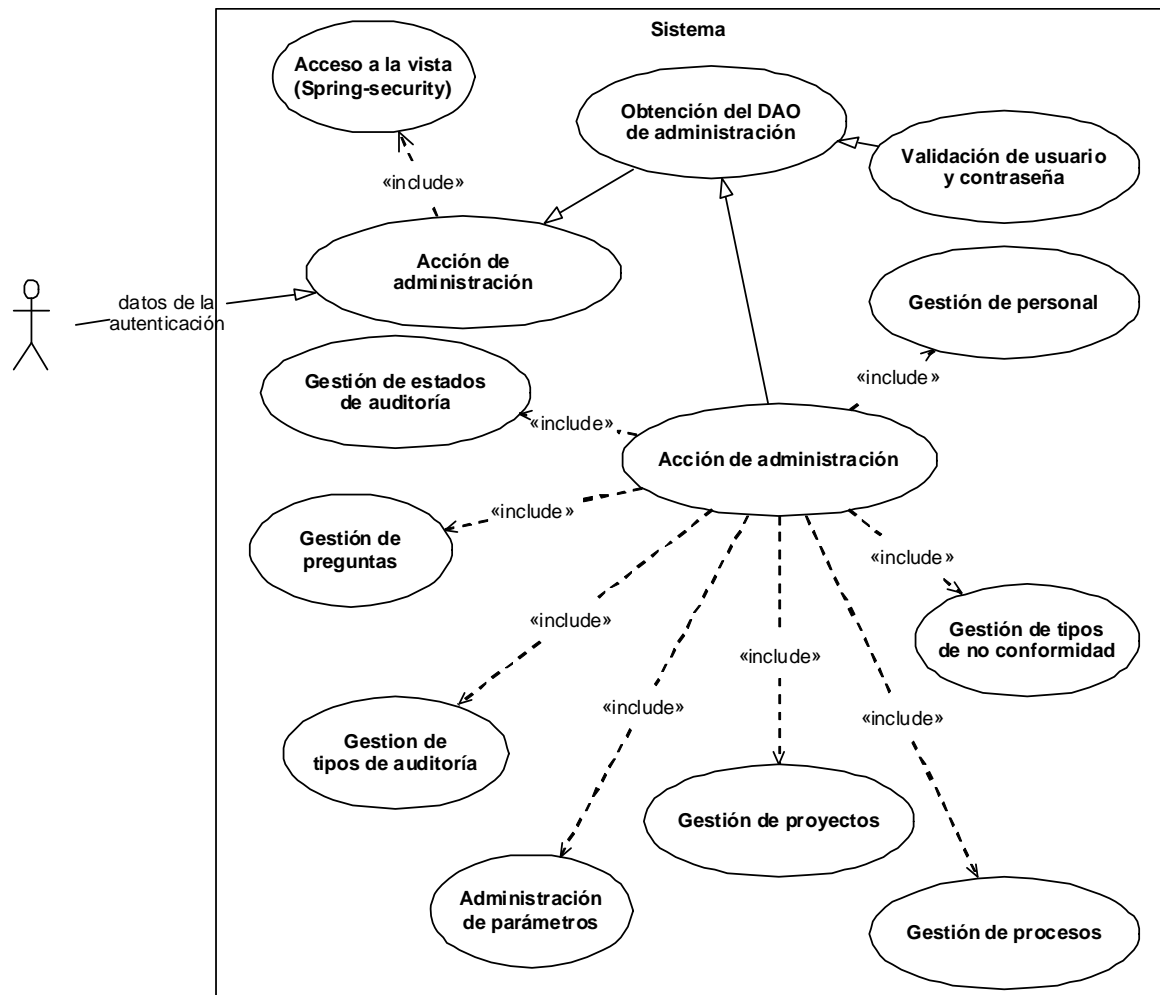 Sistema
Acceso a la vista
(Spring-security)
Obtención del DAO
de administración
Validación de usuario
y contraseña
«include»
Acción de
administración
Gestión de personal
datos de la
autenticación
«include»
Gestión de estados
de auditoría
«include»
Acción de administración
«include»
Gestión de
preguntas
«include»
«include»
Gestión de tipos
de no conformidad
«include»
«include»
«include»
Gestion de
tipos de auditoría
Gestión de proyectos
Administración
de parámetros
Gestión de procesos